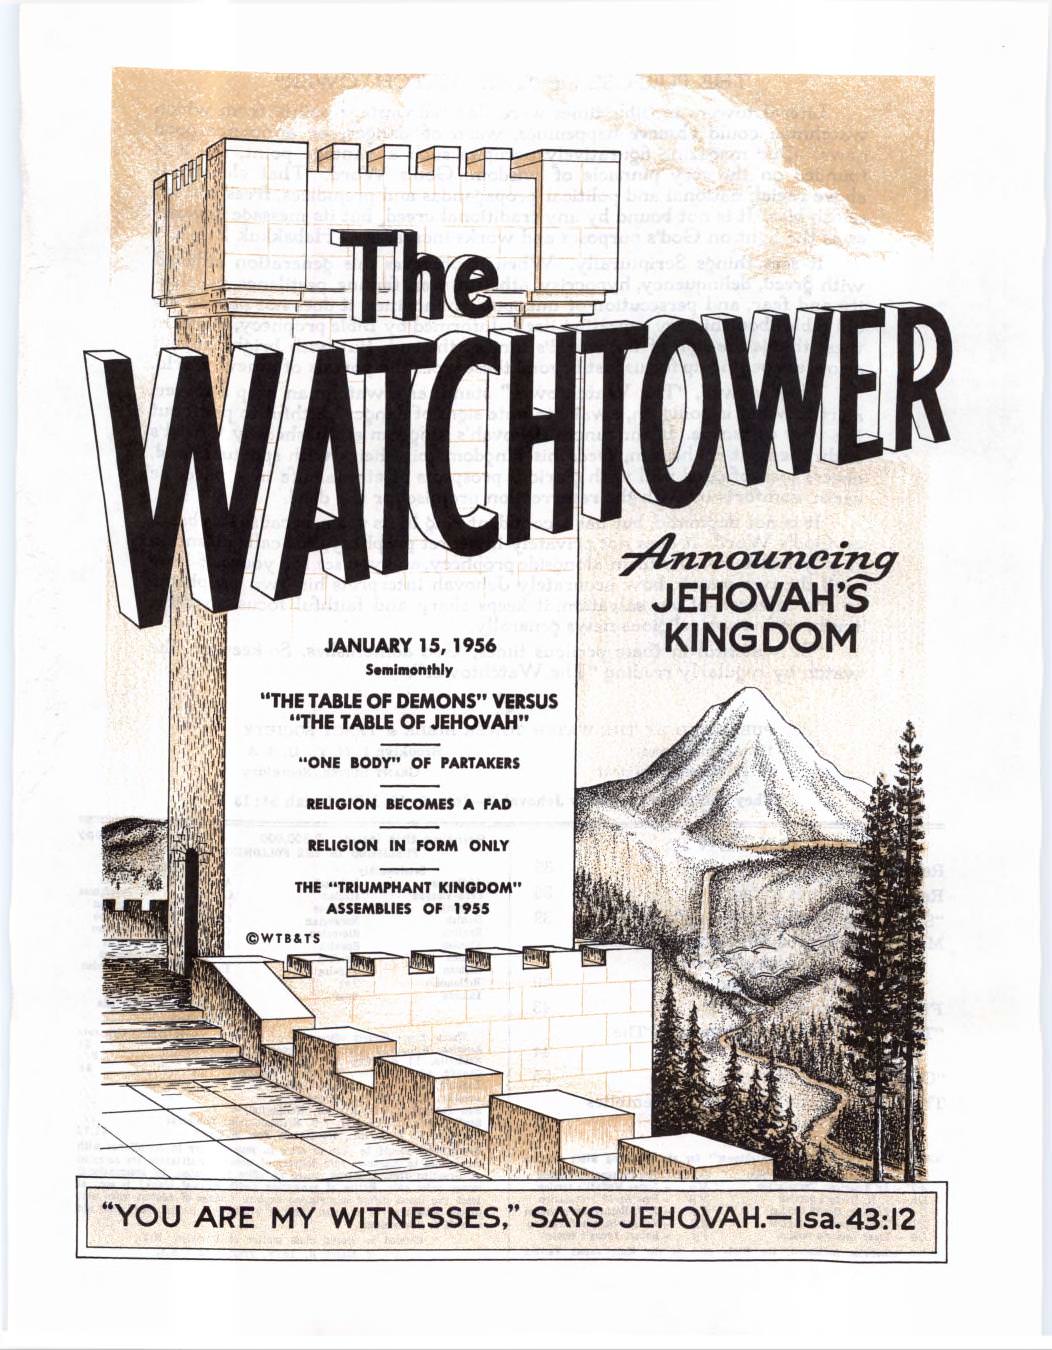 The
WATCHTOWER
Announcing
JEHOVAH'S
KINGDOM
JANUARY 15, 1956
Semimonthly
"THE TABLE OF DEMONS" VERSUS
"THE TABLE OF JEHOVAH"
"ONE BODY" OF PARTAKERS
RELIGION BECOMES A FAD
RELIGION IN FORM ONLY
THE "TRIUMPHANT KINGDOM"
ASSEMBLIES OF 1955
©WTB&TS
"YOU ARE MY WITNESSES," SAYS JEHOVAH.—Isa. 43:12